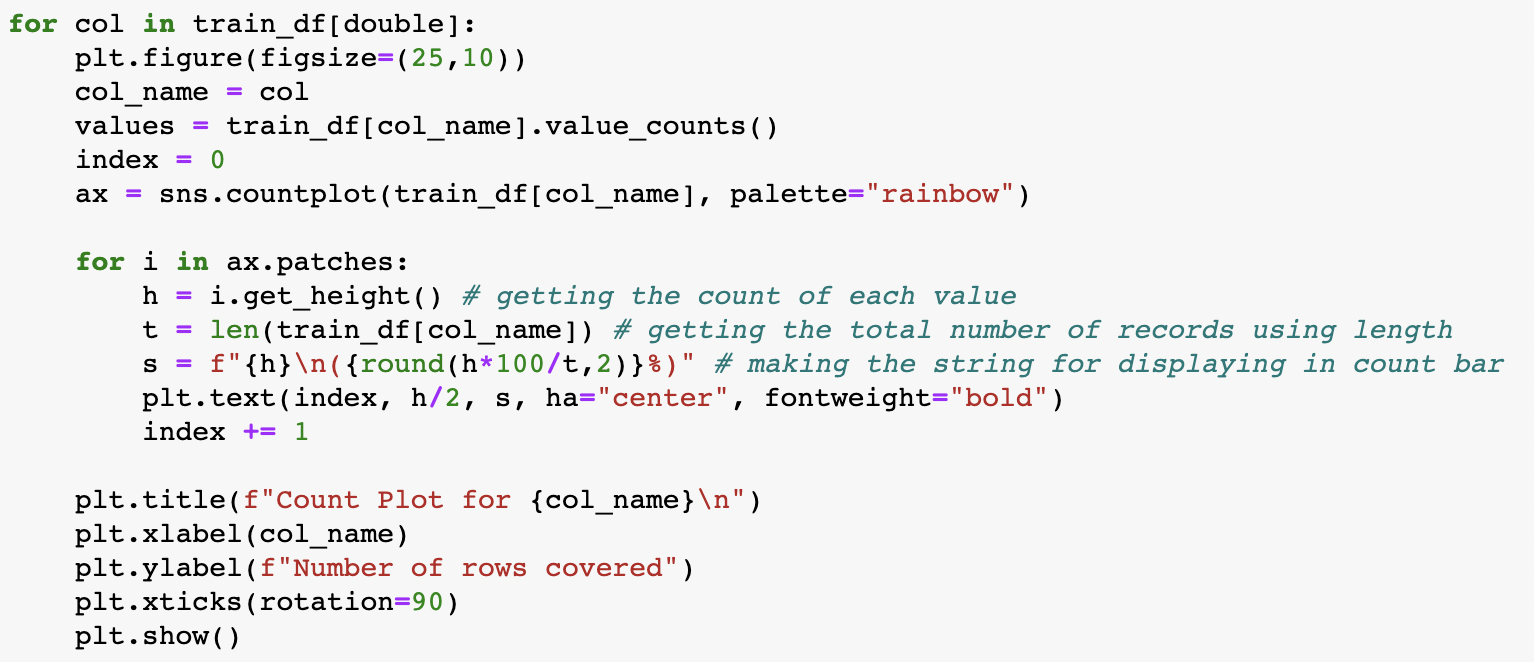 for col in train_df[double]:
    plt.figure(figsize=(25,10))
    col_name = col
    values = train_df[col_name].value_counts()
    index = 0
    ax = sns.countplot(train_df[col_name], palette="rainbow")

    for i in ax.patches:
        h = i.get_height() # getting the count of each value
        t = len(train_df[col_name]) # getting the total number of records using length
        s = f"{h}\n({round(h*100/t,2)}%)" # making the string for displaying in count bar
        plt.text(index, h/2, s, ha="center", fontweight="bold")
        index += 1

    plt.title(f"Count Plot for {col_name}\n")
    plt.xlabel(col_name)
    plt.ylabel(f"Number of rows covered")
    plt.xticks(rotation=90)
    plt.show()